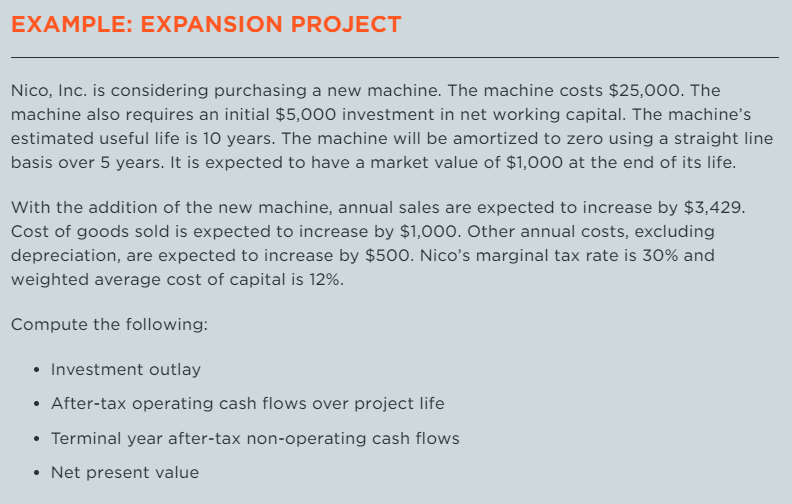 EXAMPLE: EXPANSION PROJECT
Nico, Inc. is considering purchasing a new machine. The machine costs $25,000. The
machine also requires an initial $5,000 investment in net working capital. The machine’s
estimated useful life is 10 years. The machine will be amortized to zero using a straight line
basis over 5 years. It is expected to have a market value of $1,000 at the end of its life.
With the addition of the new machine, annual sales are expected to increase by $3,429.
Cost of goods sold is expected to increase by $1,000. Other annual costs, excluding
depreciation, are expected to increase by $500. Nico’s marginal tax rate is 30% and
weighted average cost of capital is 12%.
Compute the following:
• Investment outlay
• After-tax operating cash flows over project life
• Terminal year after-tax non-operating cash flows
• Net present value